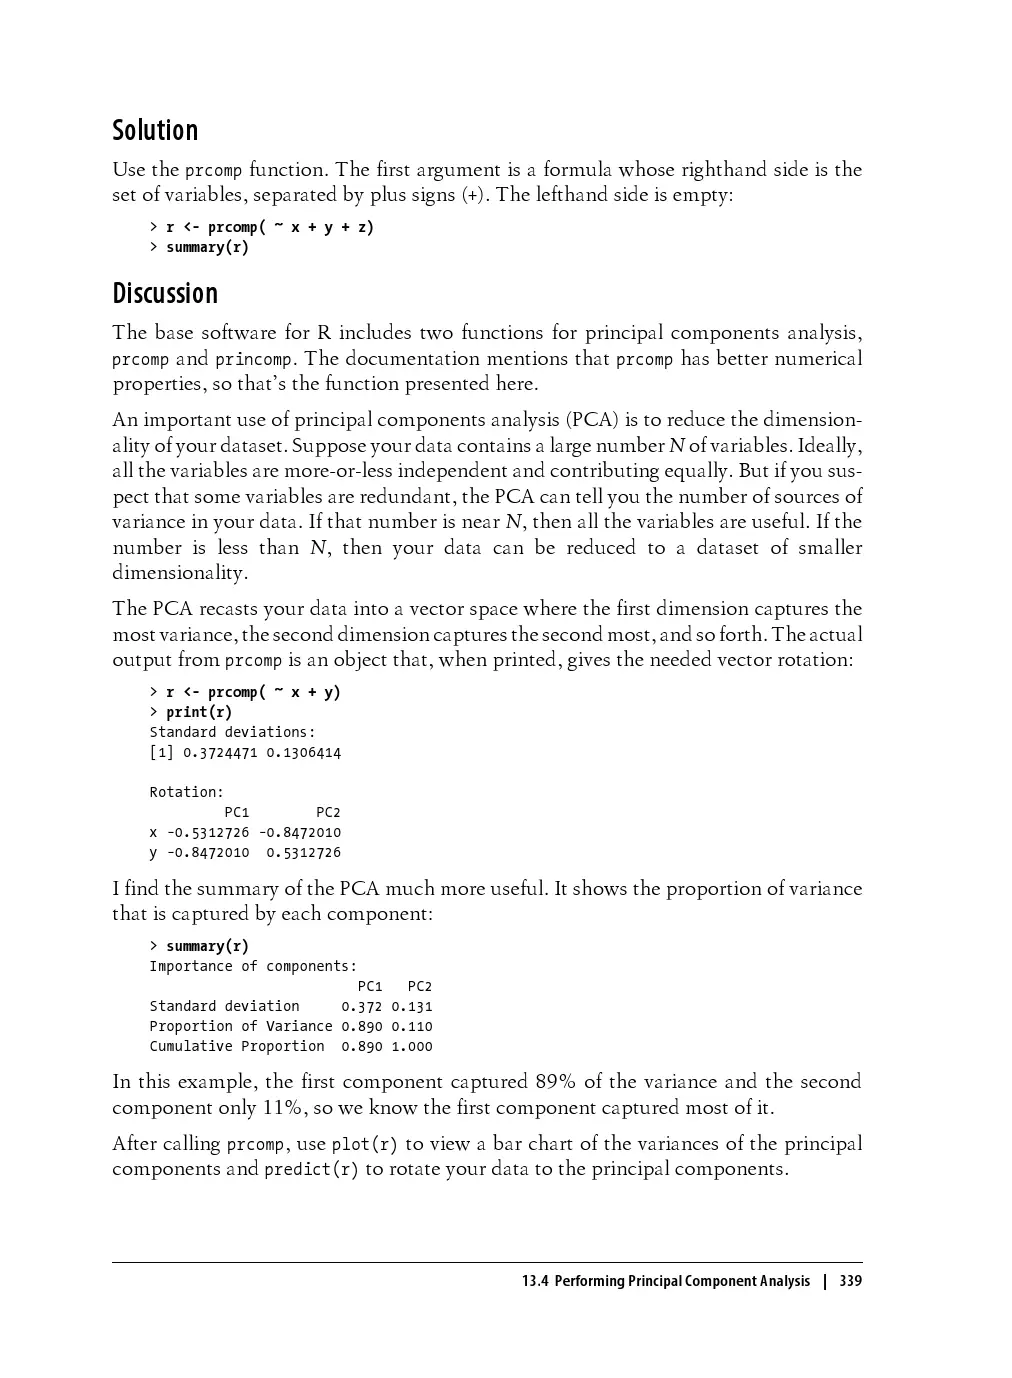 Solution
Use the prcomp function. The first argument is a formula whose righthand side is the
set of variables, separated by plus signs (+). The lefthand side is empty:
> r <- prcomp( ~ x + y + z)
> summary(r)
Discussion
The base software for R includes two functions for principal components analysis,
prcomp and princomp. The documentation mentions that prcomp has better numerical
properties, so that’s the function presented here.
An important use of principal components analysis (PCA) is to reduce the dimension-
ality of your dataset. Suppose your data contains a large number N of variables. Ideally,
all the variables are more-or-less independent and contributing equally. But if you sus-
pect that some variables are redundant, the PCA can tell you the number of sources of
variance in your data. If that number is near N, then all the variables are useful. If the
number is less than N, then your data can be reduced to a dataset of smaller
dimensionality.
The PCA recasts your data into a vector space where the first dimension captures the
most variance, the second dimension captures the second most, and so forth. The actual
output from prcomp is an object that, when printed, gives the needed vector rotation:
> r <- prcomp( ~ x + y)
> print(r)
Standard deviations:
[1] 0.3724471 0.1306414
Rotation:
PC1 PC2
x -0.5312726 -0.8472010
y -0.8472010 0.5312726
I find the summary of the PCA much more useful. It shows the proportion of variance
that is captured by each component:
> summary(r)
Importance of components:
PC1 PC2
Standard deviation 0.372 0.131
Proportion of Variance 0.890 0.110
Cumulative Proportion 0.890 1.000
In this example, the first component captured 89% of the variance and the second
component only 11%, so we know the first component captured most of it.
After calling prcomp, use plot(r) to view a bar chart of the variances of the principal
components and predict(r) to rotate your data to the principal components.
13.4 Performing Principal Component Analysis | 339